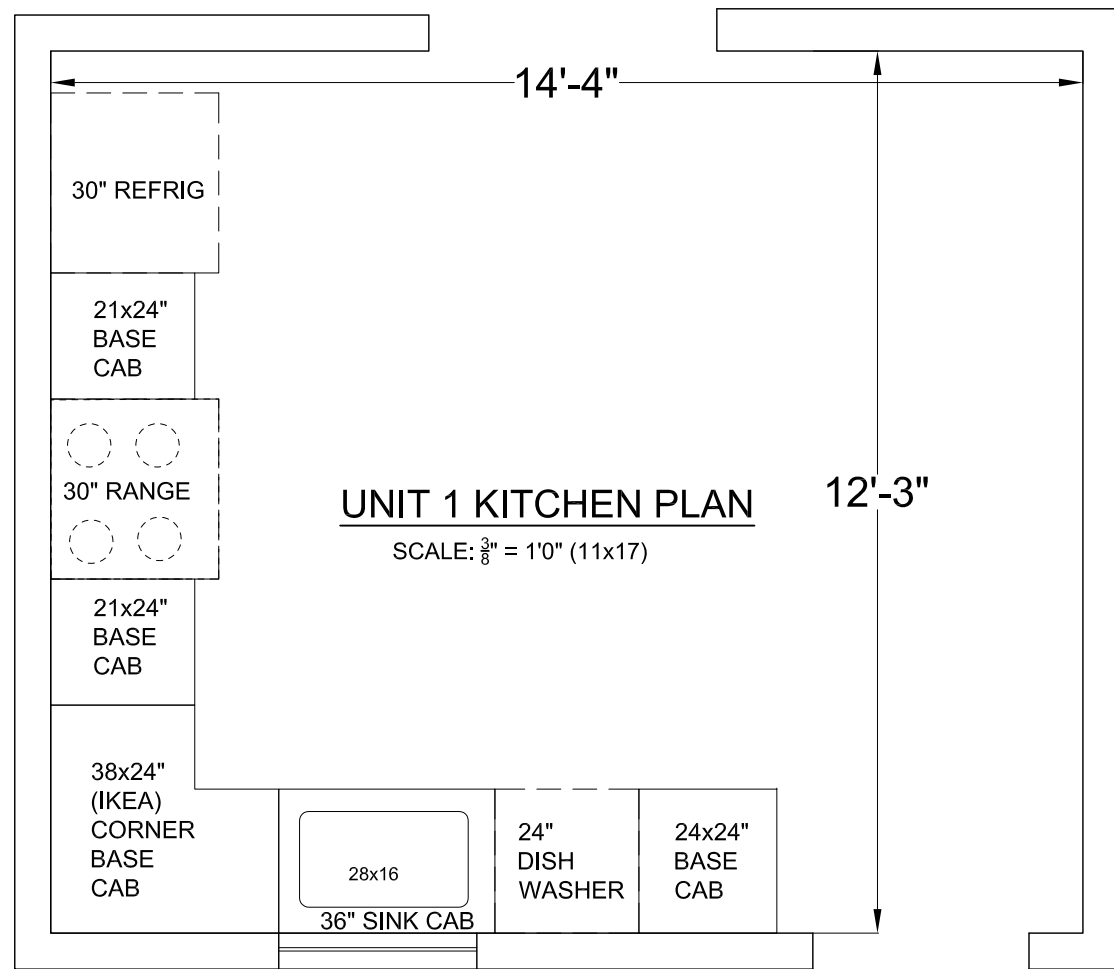 14'-4"
30" REFRIG
21x24"
BASE
CAB
30" RANGE
UNIT 1 KITCHEN PLAN
SCALE: 3/8" = 1'0" (11x17)
12'-3"
21x24"
BASE
CAB
38x24"
(IKEA)
CORNER
BASE
CAB
28x16
36" SINK CAB
24"
DISH
WASHER
24x24"
BASE
CAB